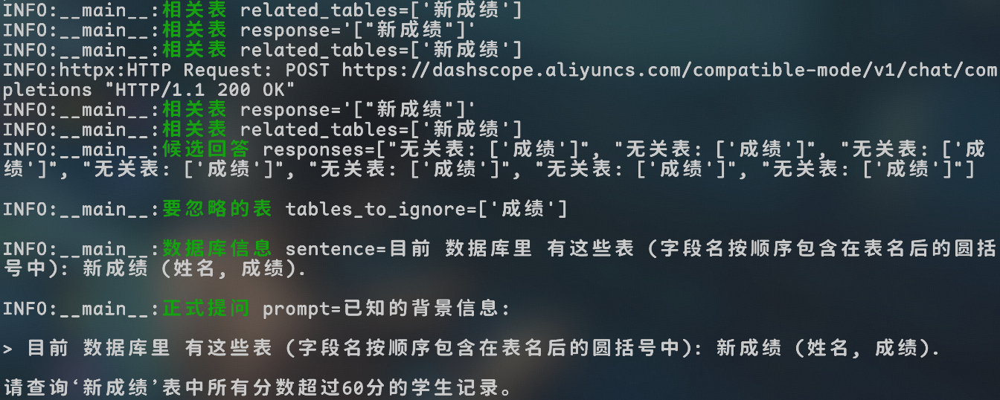 INFO:__main__:相关表 related_tables=['新成绩']
INFO:__main__:相关表 response='["新成绩"]'
INFO:__main__:相关表 related_tables=['新成绩']
INFO:httpx:HTTP Request: POST https://dashscope.aliyuncs.com/compatible-mode/v1/chat/com
pletions "HTTP/1.1 200 OK"
INFO:__main__:相关表 response='["新成绩"]'
INFO:__main__:相关表 related_tables=['新成绩']
INFO:__main__:候选回答 responses=["无关表: ['成绩']", "无关表: ['成绩']", "无关表: ['成
绩']", "无关表: ['成绩']", "无关表: ['成绩']", "无关表: ['成绩']", "无关表: ['成绩']"]
INFO:__main__:要忽略的表 tables_to_ignore=['成绩']
INFO:__main__:数据库信息 sentence=目前 数据库里 有这些表 (字段名按顺序包含在表名后的圆括
号中): 新成绩 (姓名, 成绩).
INFO:__main__:正式提问 prompt=已知的背景信息:
> 目前 数据库里 有这些表 (字段名按顺序包含在表名后的圆括号中): 新成绩 (姓名, 成绩).
请查询‘新成绩’表中所有分数超过60分的学生记录。